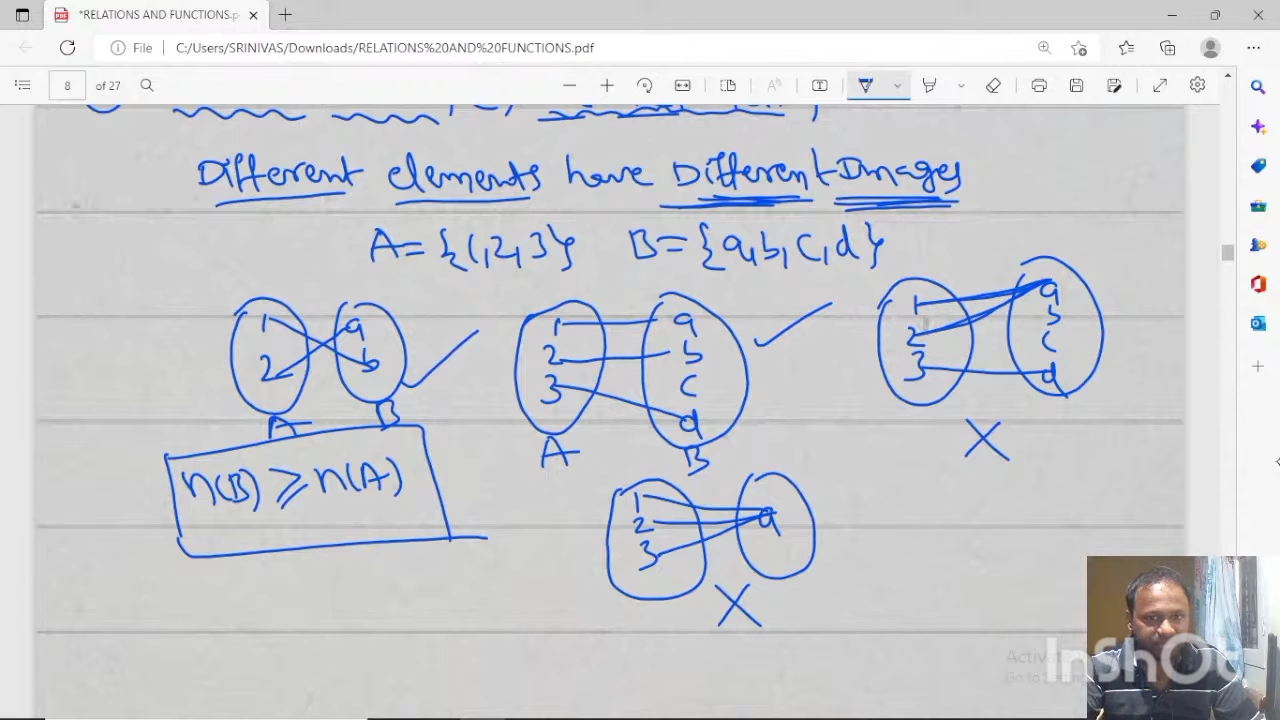 *RELATIONS AND FUNCTIONS.p
File C:/Users/SRINIVAS/Downloads/RELATIONS%20AND%20FUNCTIONS.pdf
8 of 27
Different elements have Different Images
A={1,2,3} B={a,b,c,d}
1 a
2 b
A B
1 a
2 b
3 c
d
A B
1 a
2 b
3 c
d
X
n(B) ≥ n(A)
1 a
2
3
X
InShOt